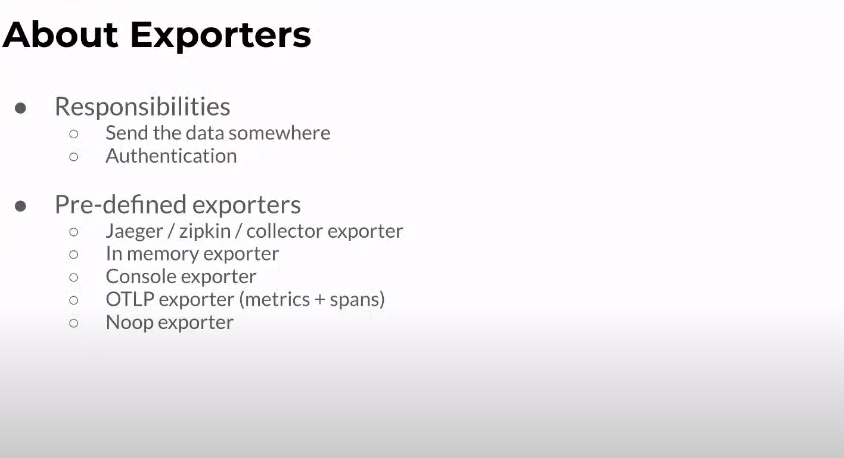 About Exporters
● Responsibilities
○ Send the data somewhere
○ Authentication
● Pre-defined exporters
○ Jaeger / zipkin / collector exporter
○ In memory exporter
○ Console exporter
○ OTLP exporter (metrics + spans)
○ Noop exporter